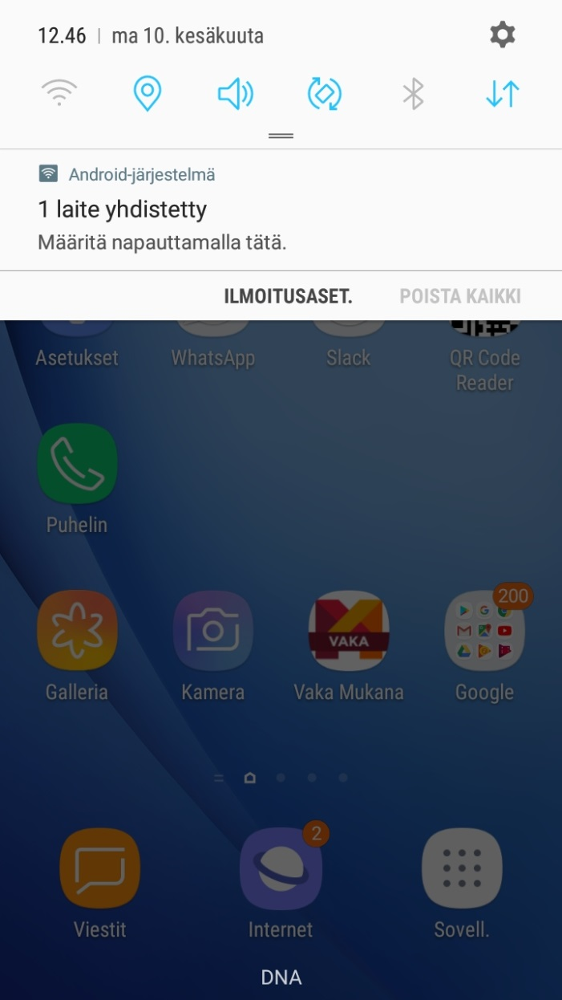 12.46 | ma 10. kesäkuuta
Android-järjestelmä
1 laite yhdistetty
Määritä napauttamalla tätä.
ILMOITUSASET. POISTA KAIKKI
Asetukset WhatsApp Slack QR Code
Reader
Puhelin
200
VAKA
Galleria Kamera Vaka Mukana Google
2
Viestit Internet Sovell.
DNA